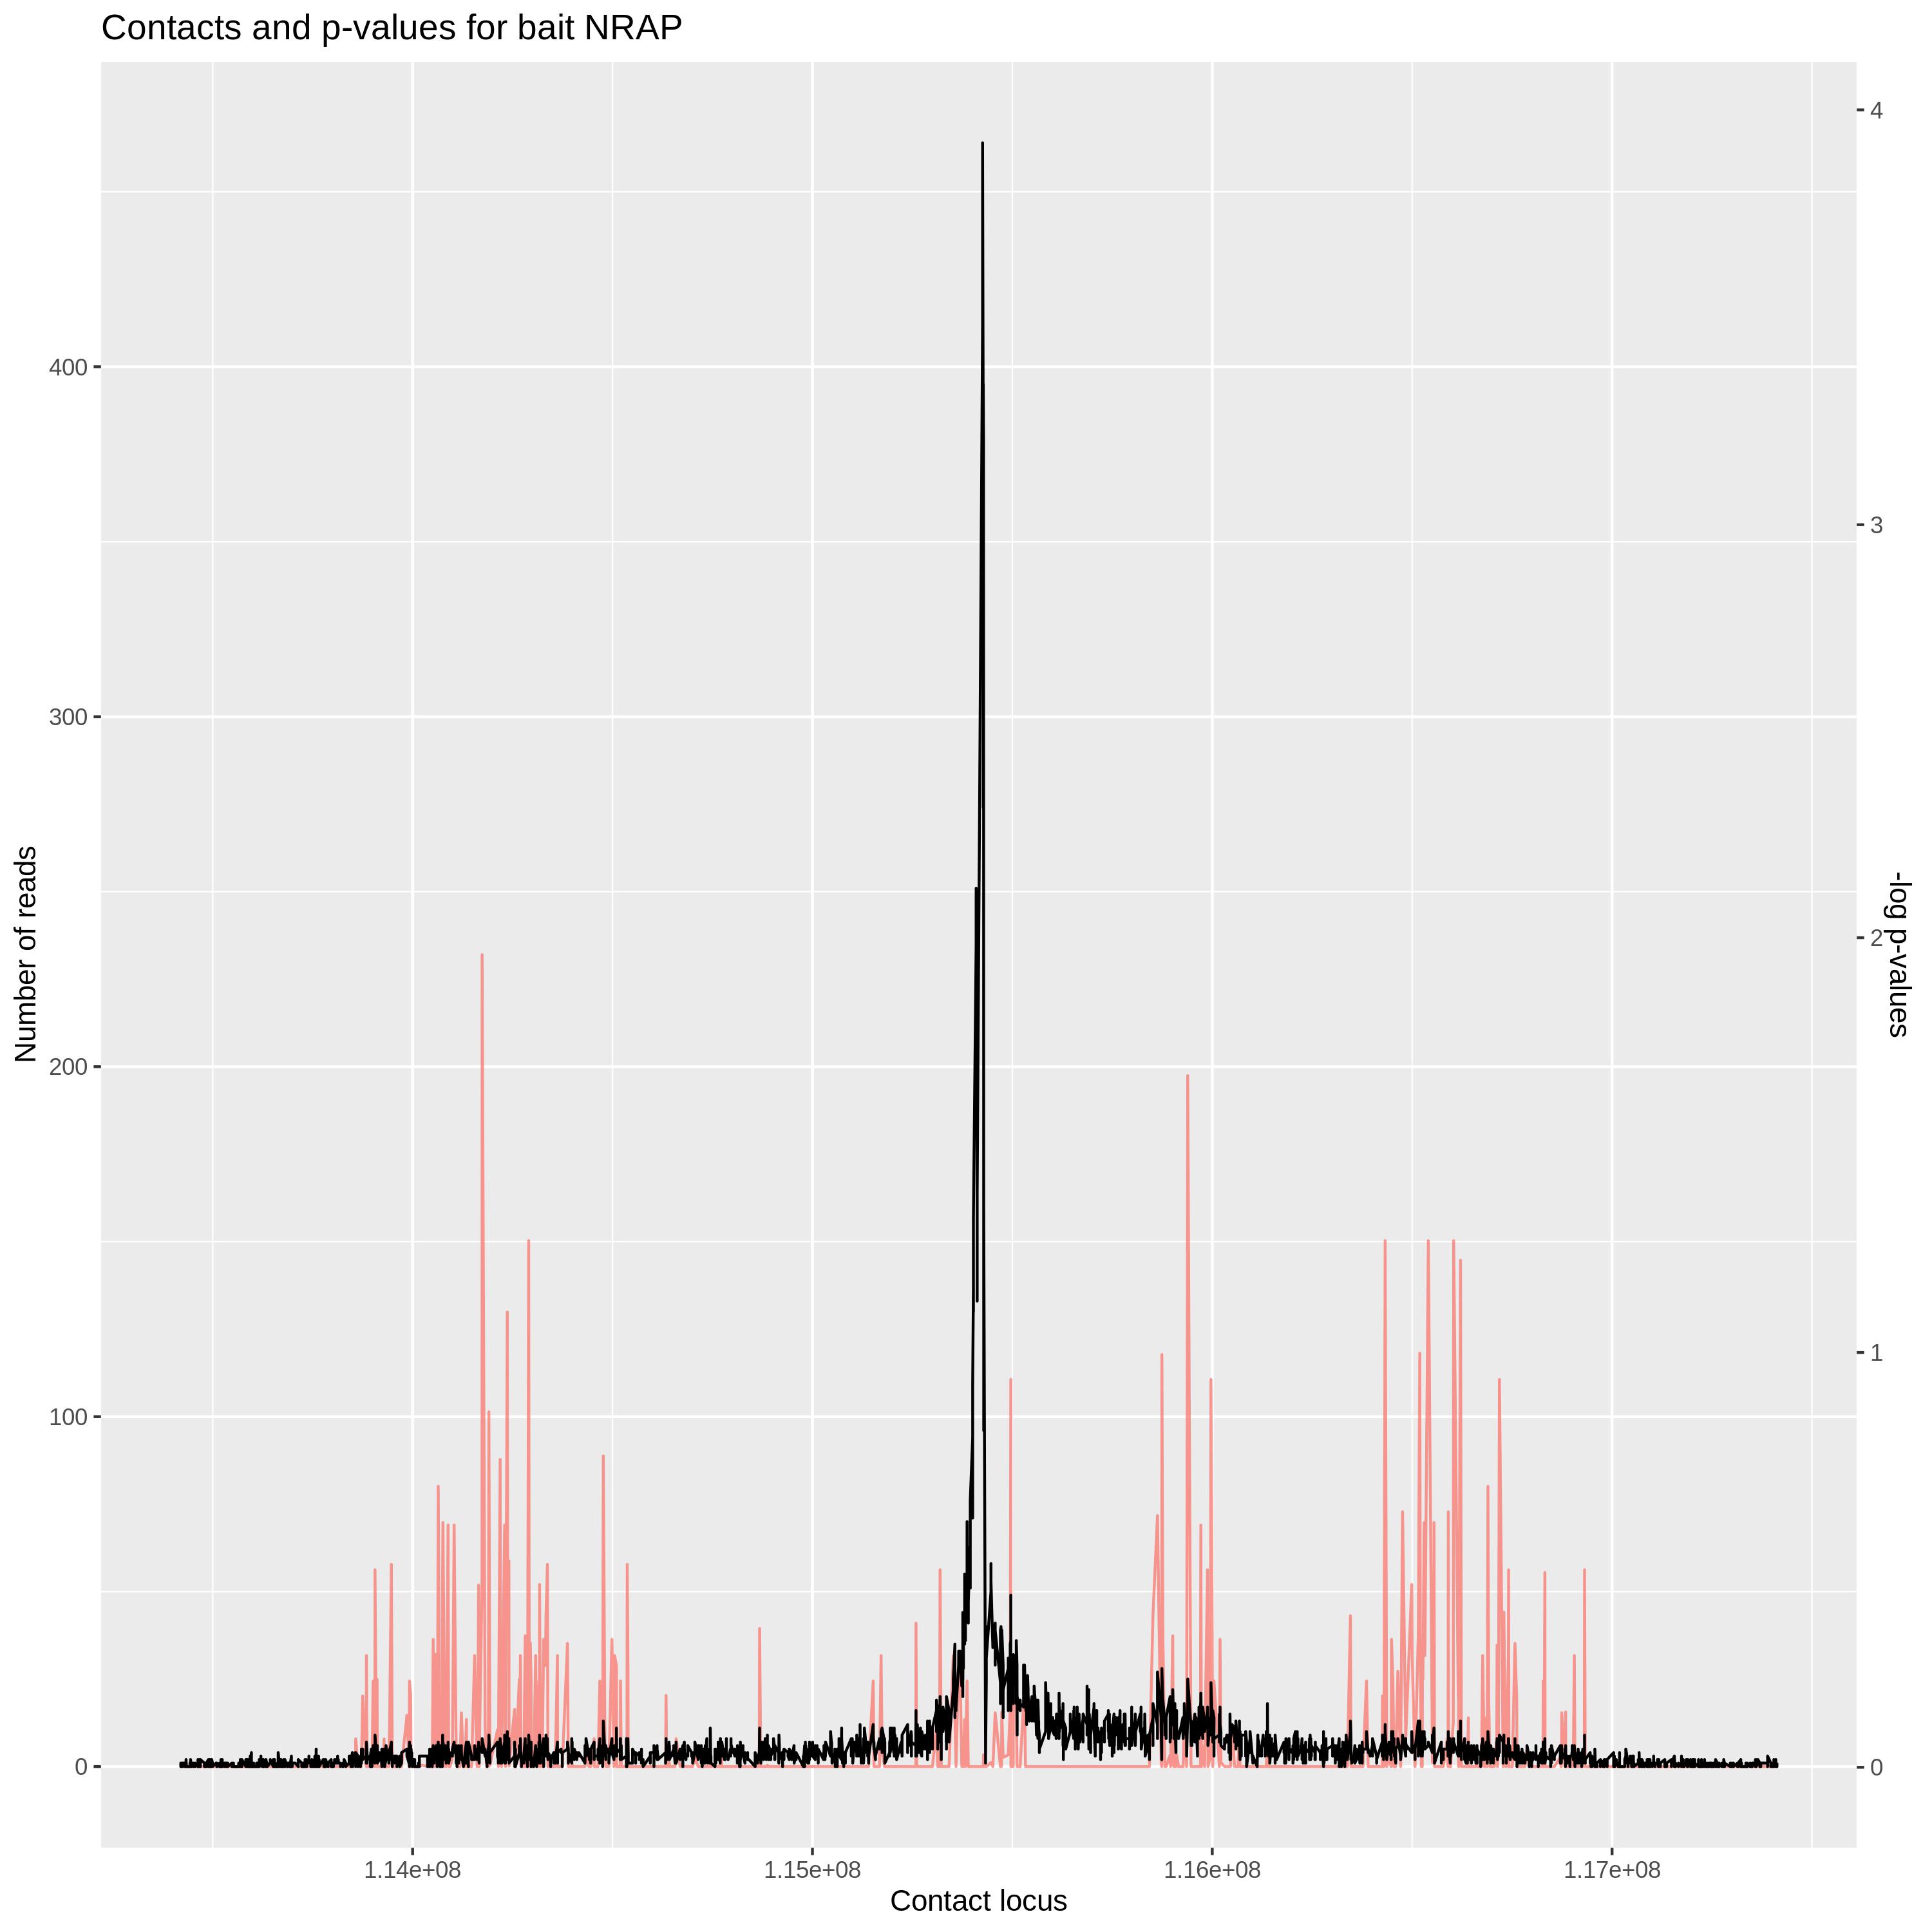 Contacts and p-values for bait NRAP
Number of reads
400
300
200
100
0
4
3
2
1
0
-log p-values
1.14e+08
1.15e+08
1.16e+08
1.17e+08
Contact locus